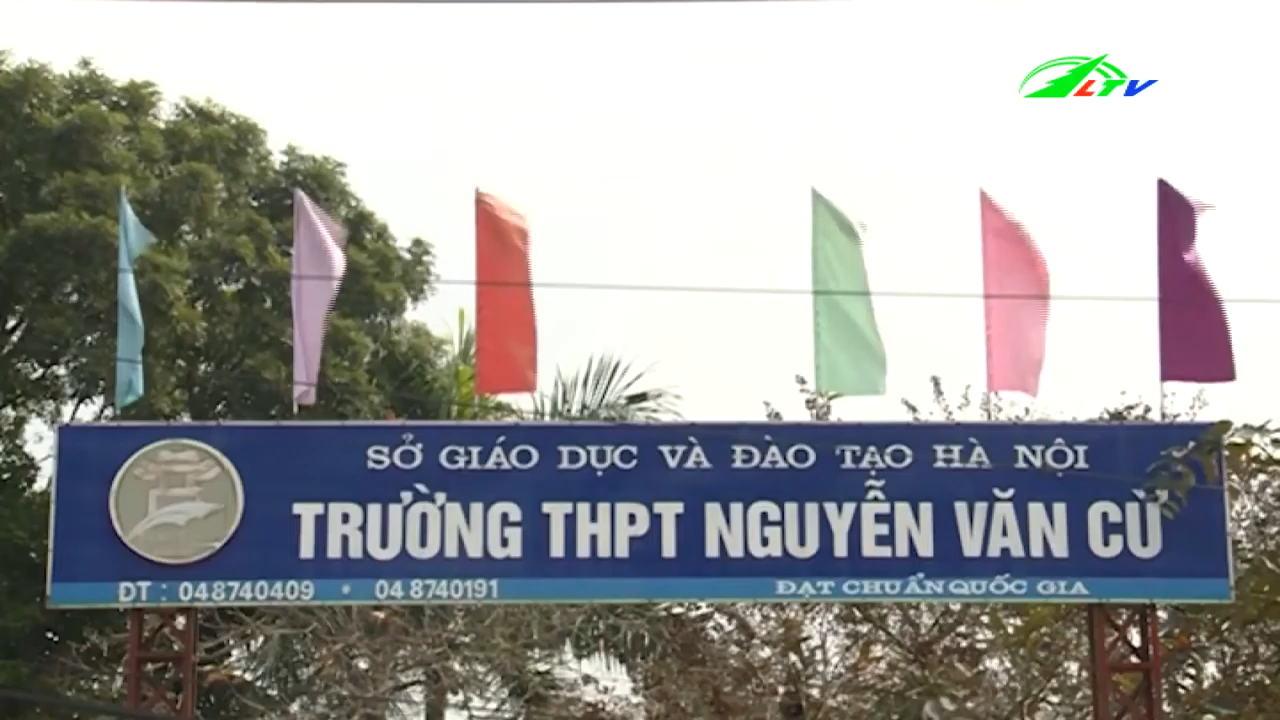 LTV
SỞ GIÁO DỤC VÀ ĐÀO TẠO HÀ NỘI
TRƯỜNG THPT NGUYỄN VĂN CỪ
ĐT : 048740409 • 04 8740191
ĐẠT CHUẨN QUỐC GIA